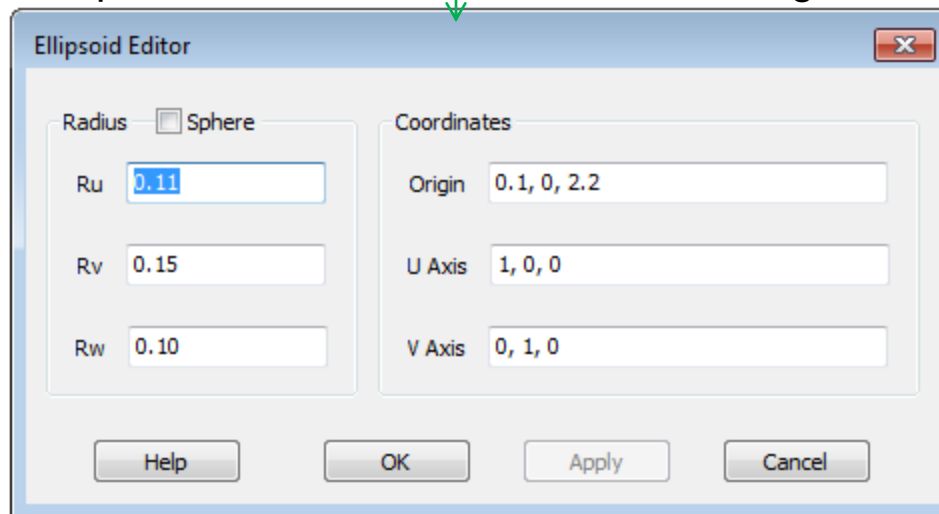 Ellipsoid Editor
Radius Sphere
Ru 0.11
Rv 0.15
Rw 0.10
Coordinates
Origin 0.1, 0, 2.2
U Axis 1, 0, 0
V Axis 0, 1, 0
Help OK Apply Cancel